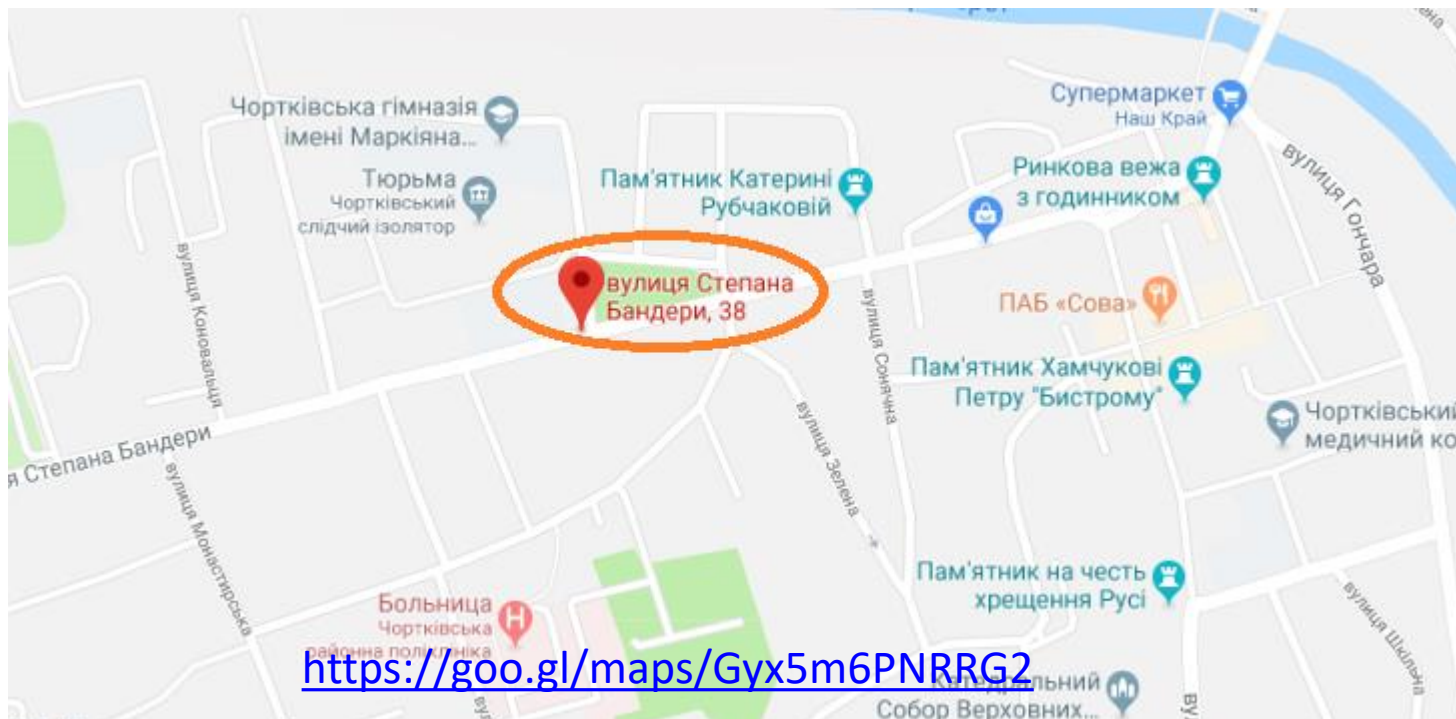 Чортківська гімназія
імені Маркіяна...
Тюрьма
Чортківський
слідчий ізолятор
Пам'ятник Катерині
Рубчаковій
Супермаркет
Наш Край
Ринкова вежа
з годинником
вулиця Гончара
вулиця Степана
Бандери, 38
ПАБ «Сова»
вулиця Коновальця
вулиця Сонячна
Пам'ятник Хамчукові
Петру "Бистрому"
Чортківський
медичний ко
я Степана Бандери
вулиця Зелена
вулиця Монастирська
Пам'ятник на честь
хрещення Русі
Больница
Чортківська
районна поліклініка
вулиця Шкільна
https://goo.gl/maps/Gyx5m6PNRRG2
Катедральний
Собор Верховних...
вул
ву